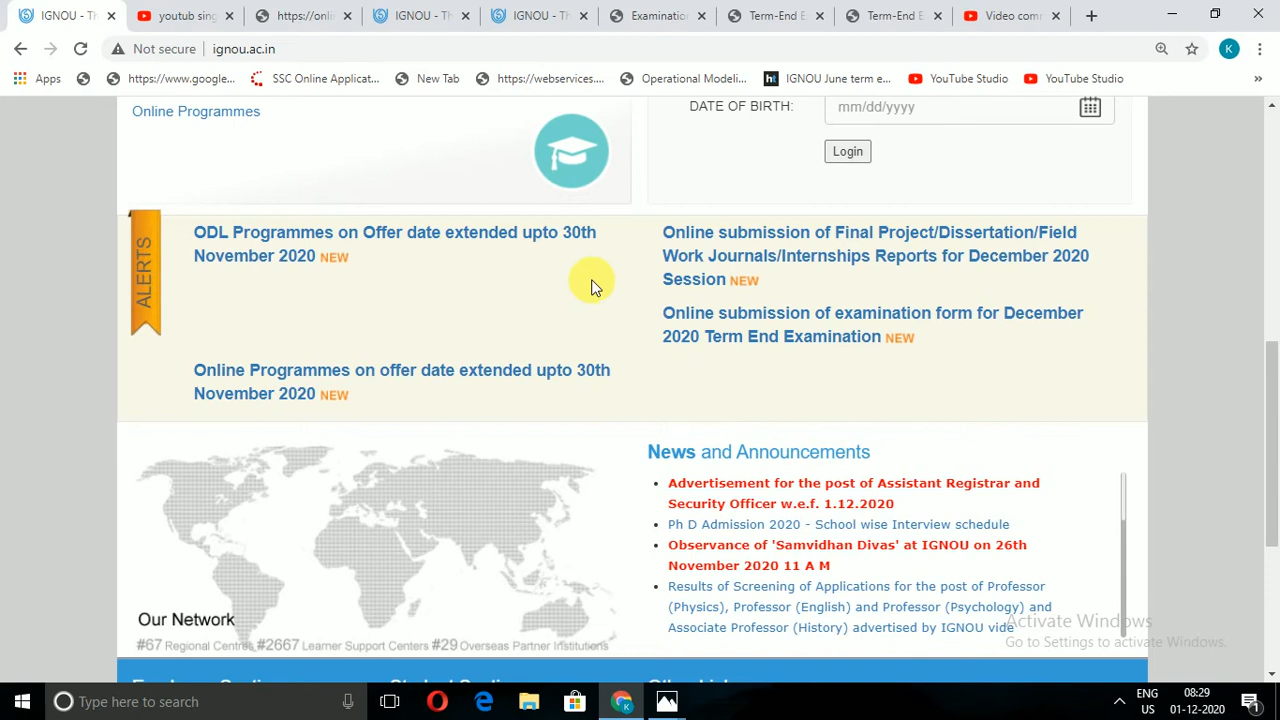 IGNOU - Th
youtub sing
https://onli
IGNOU - Th
IGNOU - Th
Examination
Term-End E
Term-End E
Video comm
Not secure
ignou.ac.in
K
Apps
https://www.google...
SSC Online Applicat...
New Tab
https://webservices....
Operational Modeli...
ht
IGNOU June term e...
YouTube Studio
YouTube Studio
»
Online Programmes
DATE OF BIRTH:
mm/dd/yyyy
Login
ALERTS
ODL Programmes on Offer date extended upto 30th
November 2020 NEW
Online Programmes on offer date extended upto 30th
November 2020 NEW
Online submission of Final Project/Dissertation/Field
Work Journals/Internships Reports for December 2020
Session NEW
Online submission of examination form for December
2020 Term End Examination NEW
Our Network
#67 Regional Centres #2667 Learner Support Centers #29 Overseas Partner Institutions
News and Announcements
Advertisement for the post of Assistant Registrar and
Security Officer w.e.f. 1.12.2020
Ph D Admission 2020 - School wise Interview schedule
Observance of 'Samvidhan Divas' at IGNOU on 26th
November 2020 11 A M
Results of Screening of Applications for the post of Professor
(Physics), Professor (English) and Professor (Psychology) and
Associate Professor (History) advertised by IGNOU vide
Activate Windows
Go to Settings to activate Windows.
Type here to search
K
ENG
US
08:29
01-12-2020
1